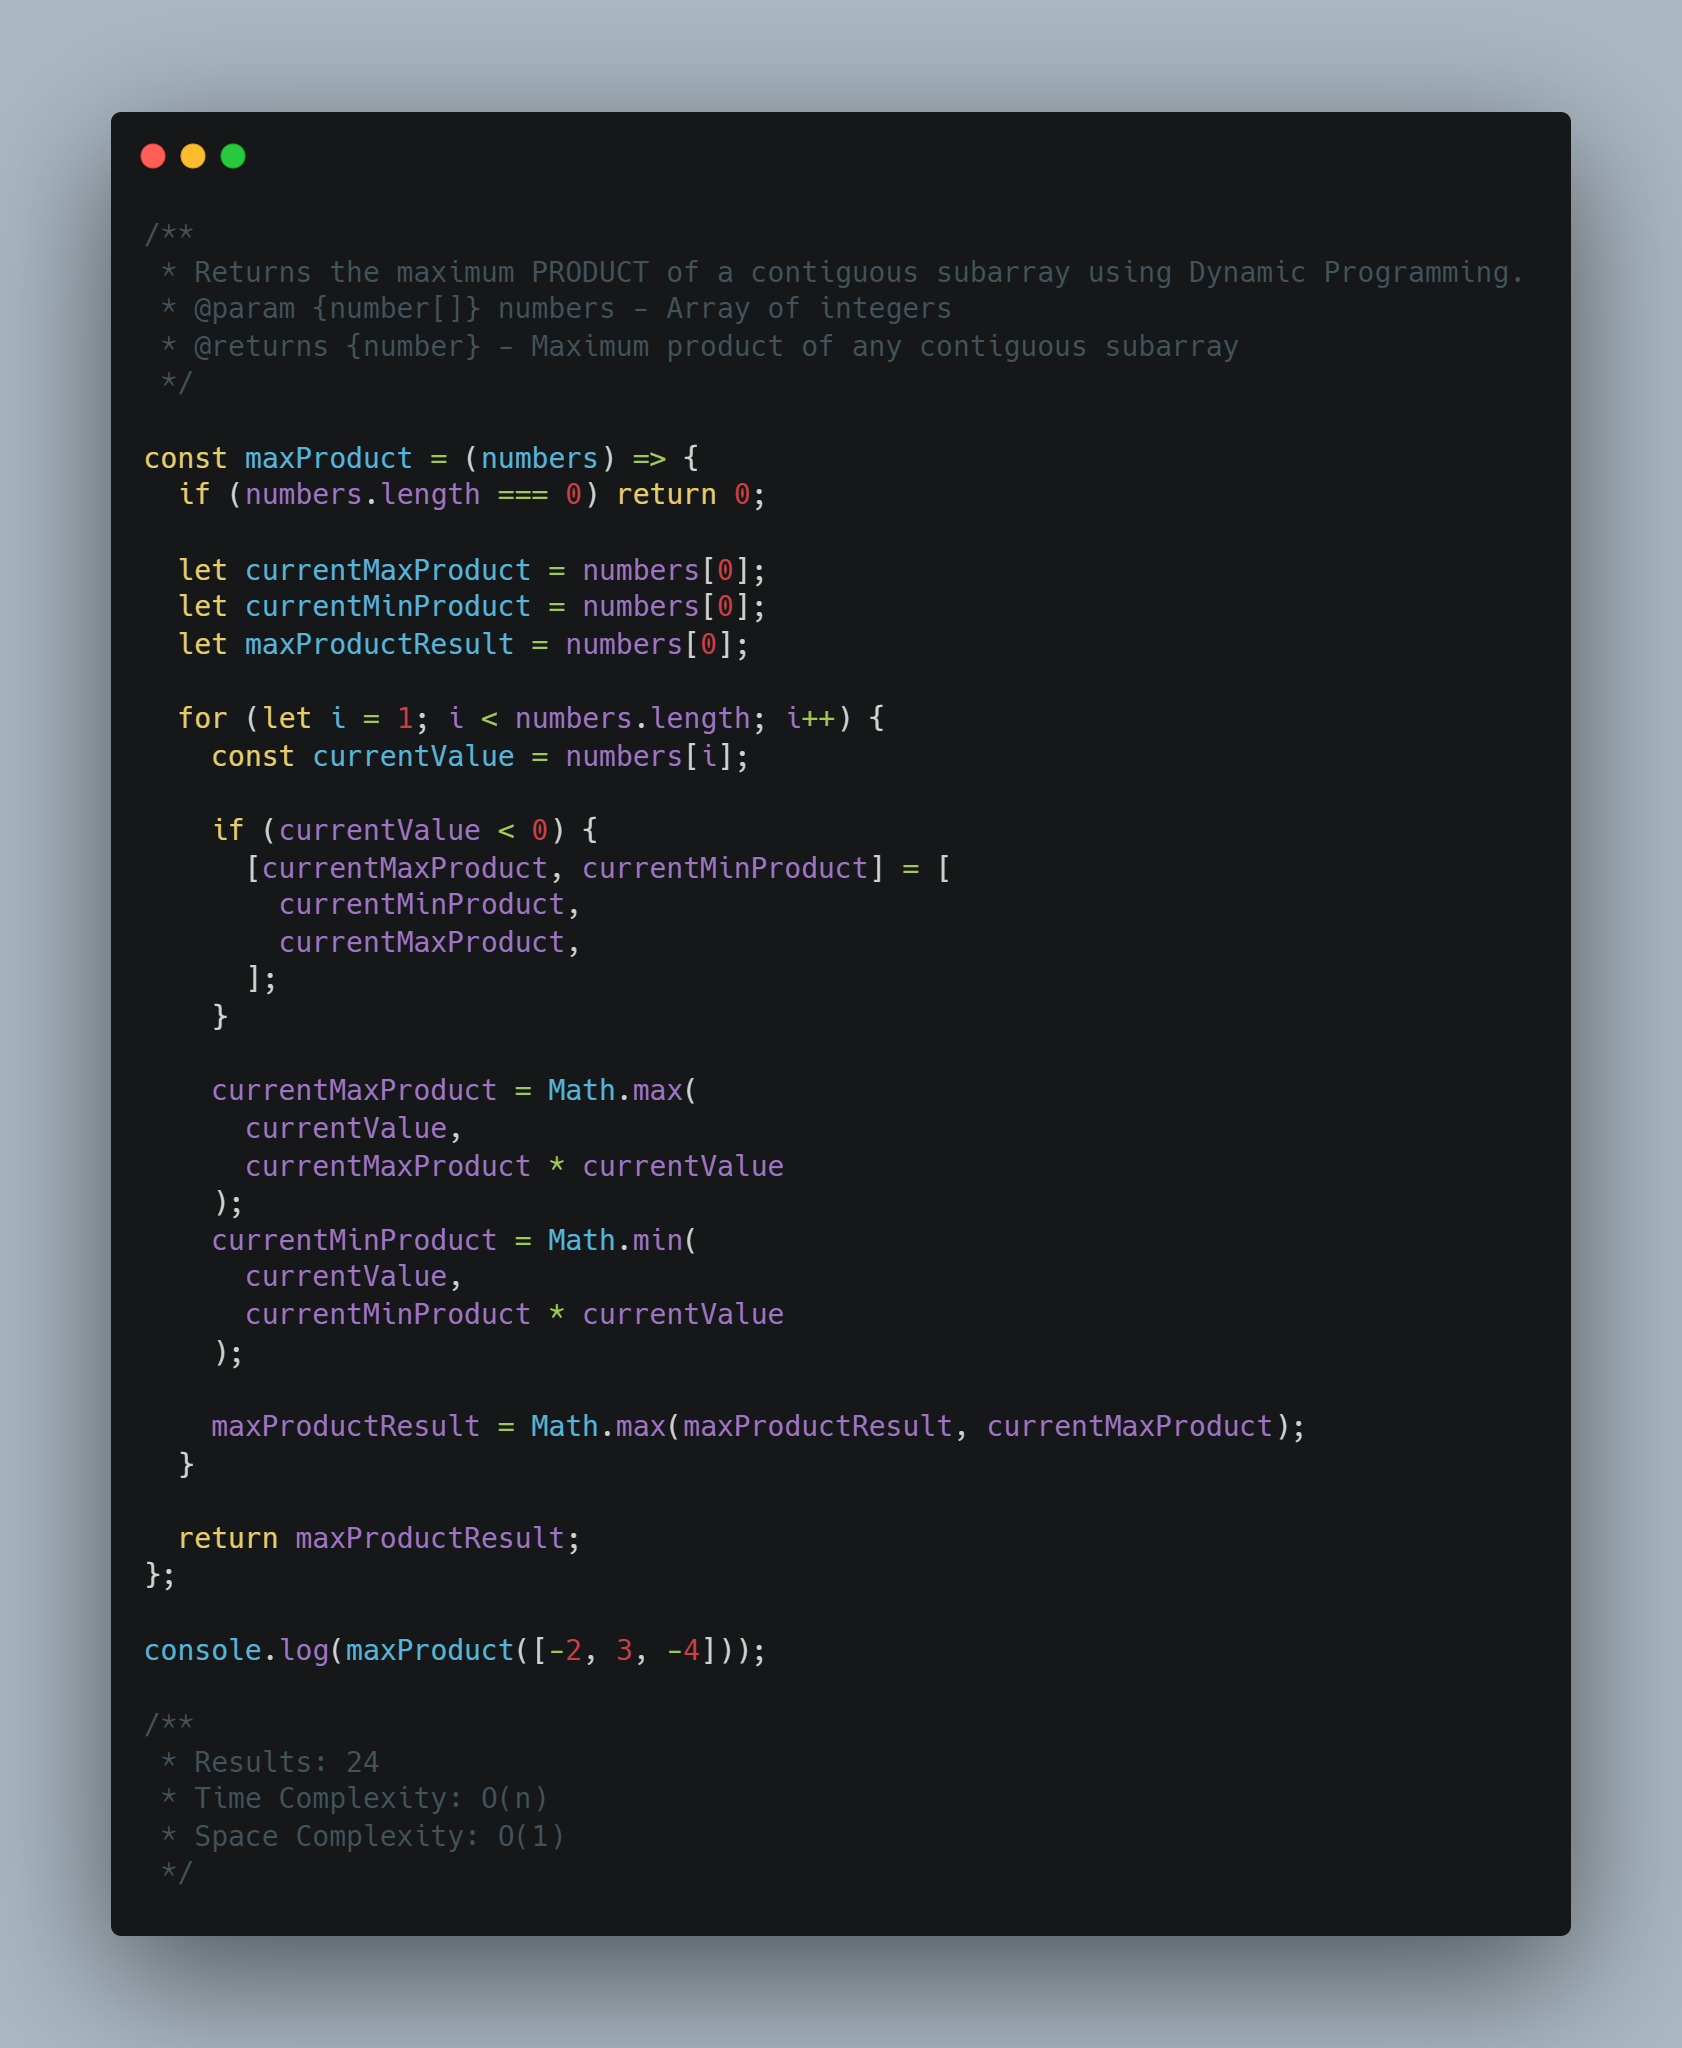 /**
 * Returns the maximum PRODUCT of a contiguous subarray using Dynamic Programming.
 * @param {number[]} numbers - Array of integers
 * @returns {number} - Maximum product of any contiguous subarray
 */
const maxProduct = (numbers) => {
  if (numbers.length === 0) return 0;
  let currentMaxProduct = numbers[0];
  let currentMinProduct = numbers[0];
  let maxProductResult = numbers[0];
  for (let i = 1; i < numbers.length; i++) {
    const currentValue = numbers[i];
    if (currentValue < 0) {
      [currentMaxProduct, currentMinProduct] = [
        currentMinProduct,
        currentMaxProduct,
      ];
    }
    currentMaxProduct = Math.max(
      currentValue,
      currentMaxProduct * currentValue
    );
    currentMinProduct = Math.min(
      currentValue,
      currentMinProduct * currentValue
    );
    maxProductResult = Math.max(maxProductResult, currentMaxProduct);
  }
  return maxProductResult;
};
console.log(maxProduct([-2, 3, -4]));
/**
 * Results: 24
 * Time Complexity: O(n)
 * Space Complexity: O(1)
 */